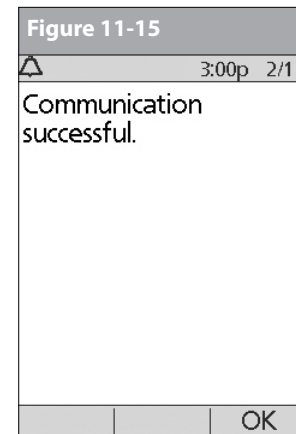 Figure 11-15
3:00p 2/1
Communication
successful.
OK